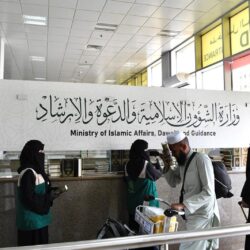 وزارة الشؤون الإسلامية والدعوة والإرشاد
Ministry of Islamic Affairs, Dawah and Guidance